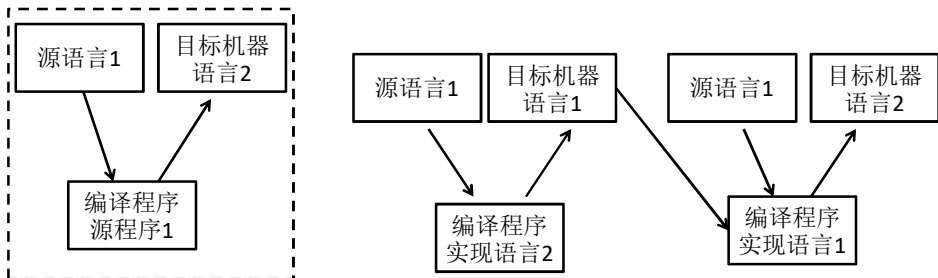 源语言1
目标机器
语言2
编译程序
源程序1
源语言1
目标机器
语言1
编译程序
实现语言2
源语言1
目标机器
语言2
编译程序
实现语言1